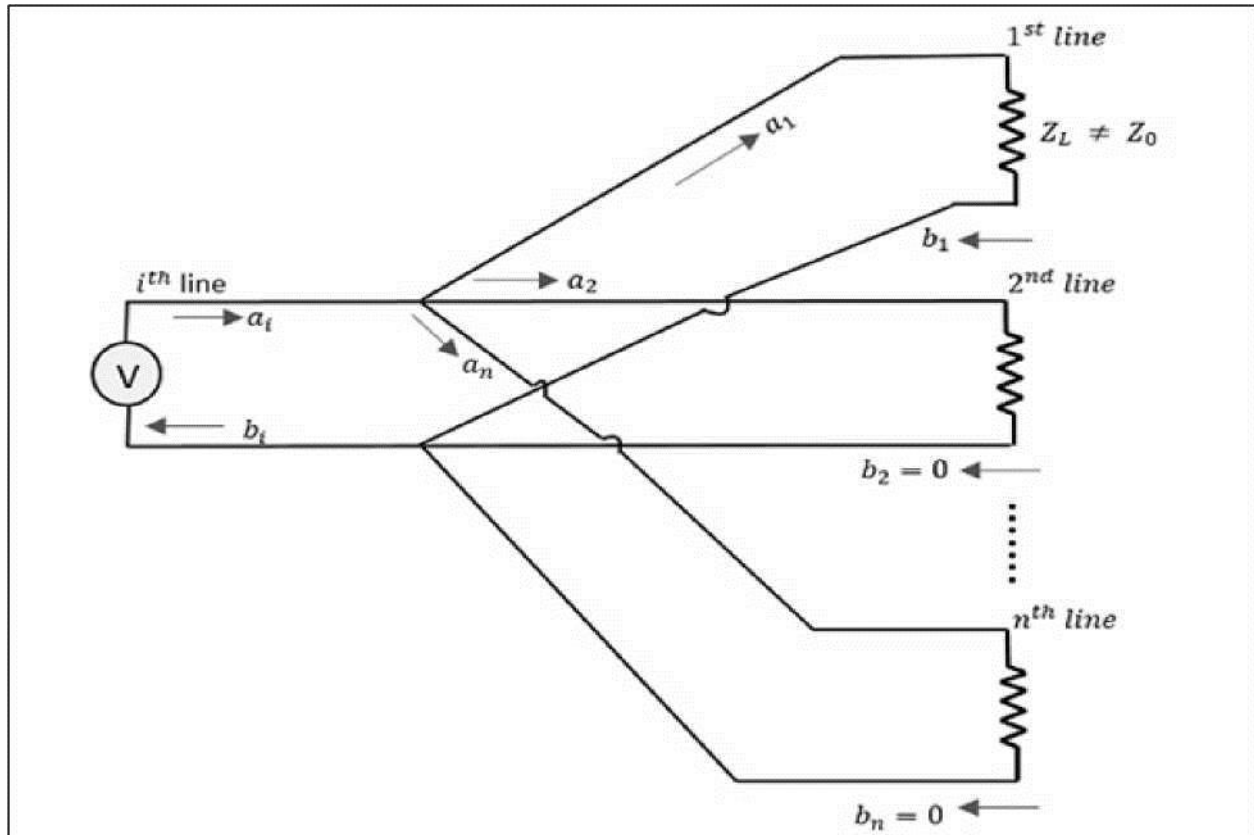 1ˢᵗ line
a₁
Z_L ≠ Z₀
b₁
iᵗʰ line
a₂
2ⁿᵈ line
aᵢ
V
aₙ
bᵢ
b₂ = 0
nᵗʰ line
bₙ = 0